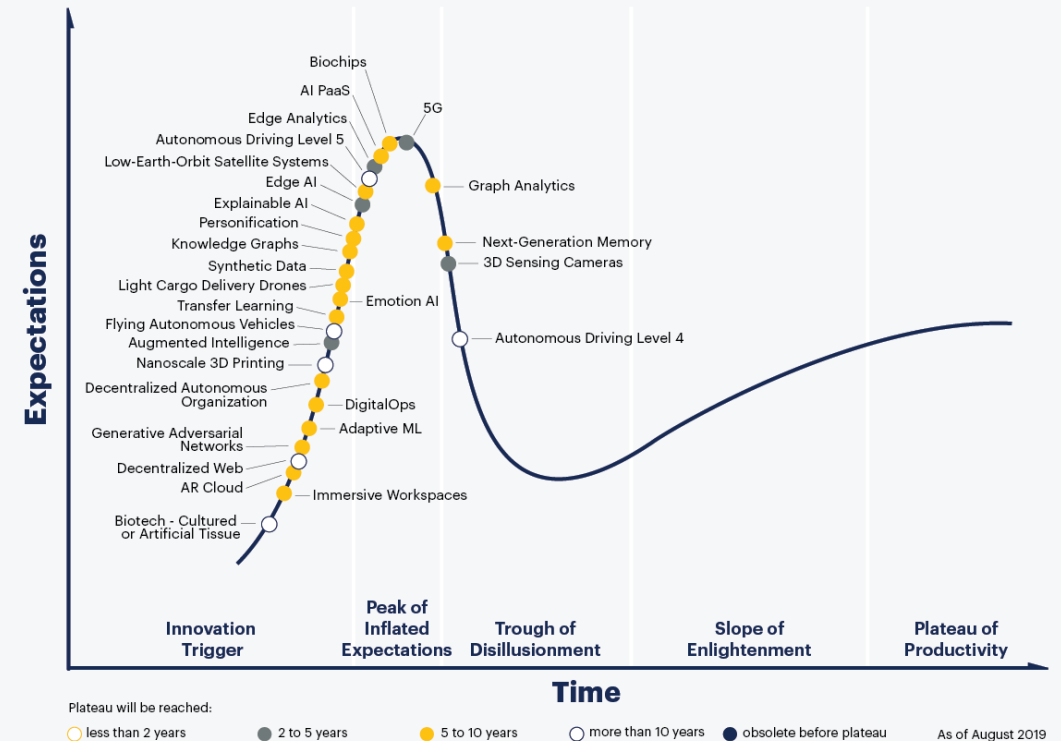 Biochips
AI PaaS
5G
Edge Analytics
Autonomous Driving Level 5
Low-Earth-Orbit Satellite Systems
Edge AI
Graph Analytics
Explainable AI
Personification
Knowledge Graphs
Next-Generation Memory
3D Sensing Cameras
Synthetic Data
Light Cargo Delivery Drones
Emotion AI
Transfer Learning
Flying Autonomous Vehicles
Augmented Intelligence
Autonomous Driving Level 4
Nanoscale 3D Printing
Decentralized Autonomous
Organization
DigitalOps
Adaptive ML
Generative Adversarial
Networks
Decentralized Web
AR Cloud
Immersive Workspaces
Biotech - Cultured
or Artificial Tissue
Expectations
Innovation
Trigger
Peak of
Inflated
Expectations
Trough of
Disillusionment
Slope of
Enlightenment
Plateau of
Productivity
Time
Plateau will be reached:
less than 2 years
2 to 5 years
5 to 10 years
more than 10 years
obsolete before plateau
As of August 2019